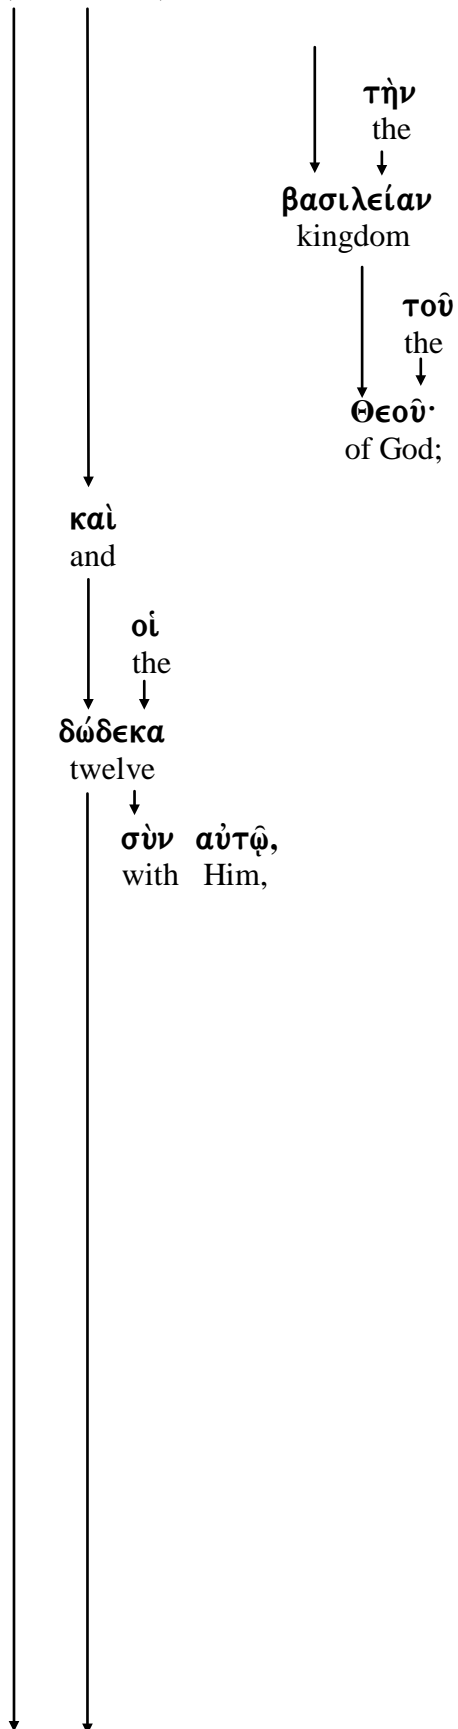 τὴν
the
βασιλείαν
kingdom
τοῦ
the
Θεοῦ·
of God;
καὶ
and
οἱ
the
δώδεκα
twelve
σὺν αὐτῷ,
with Him,